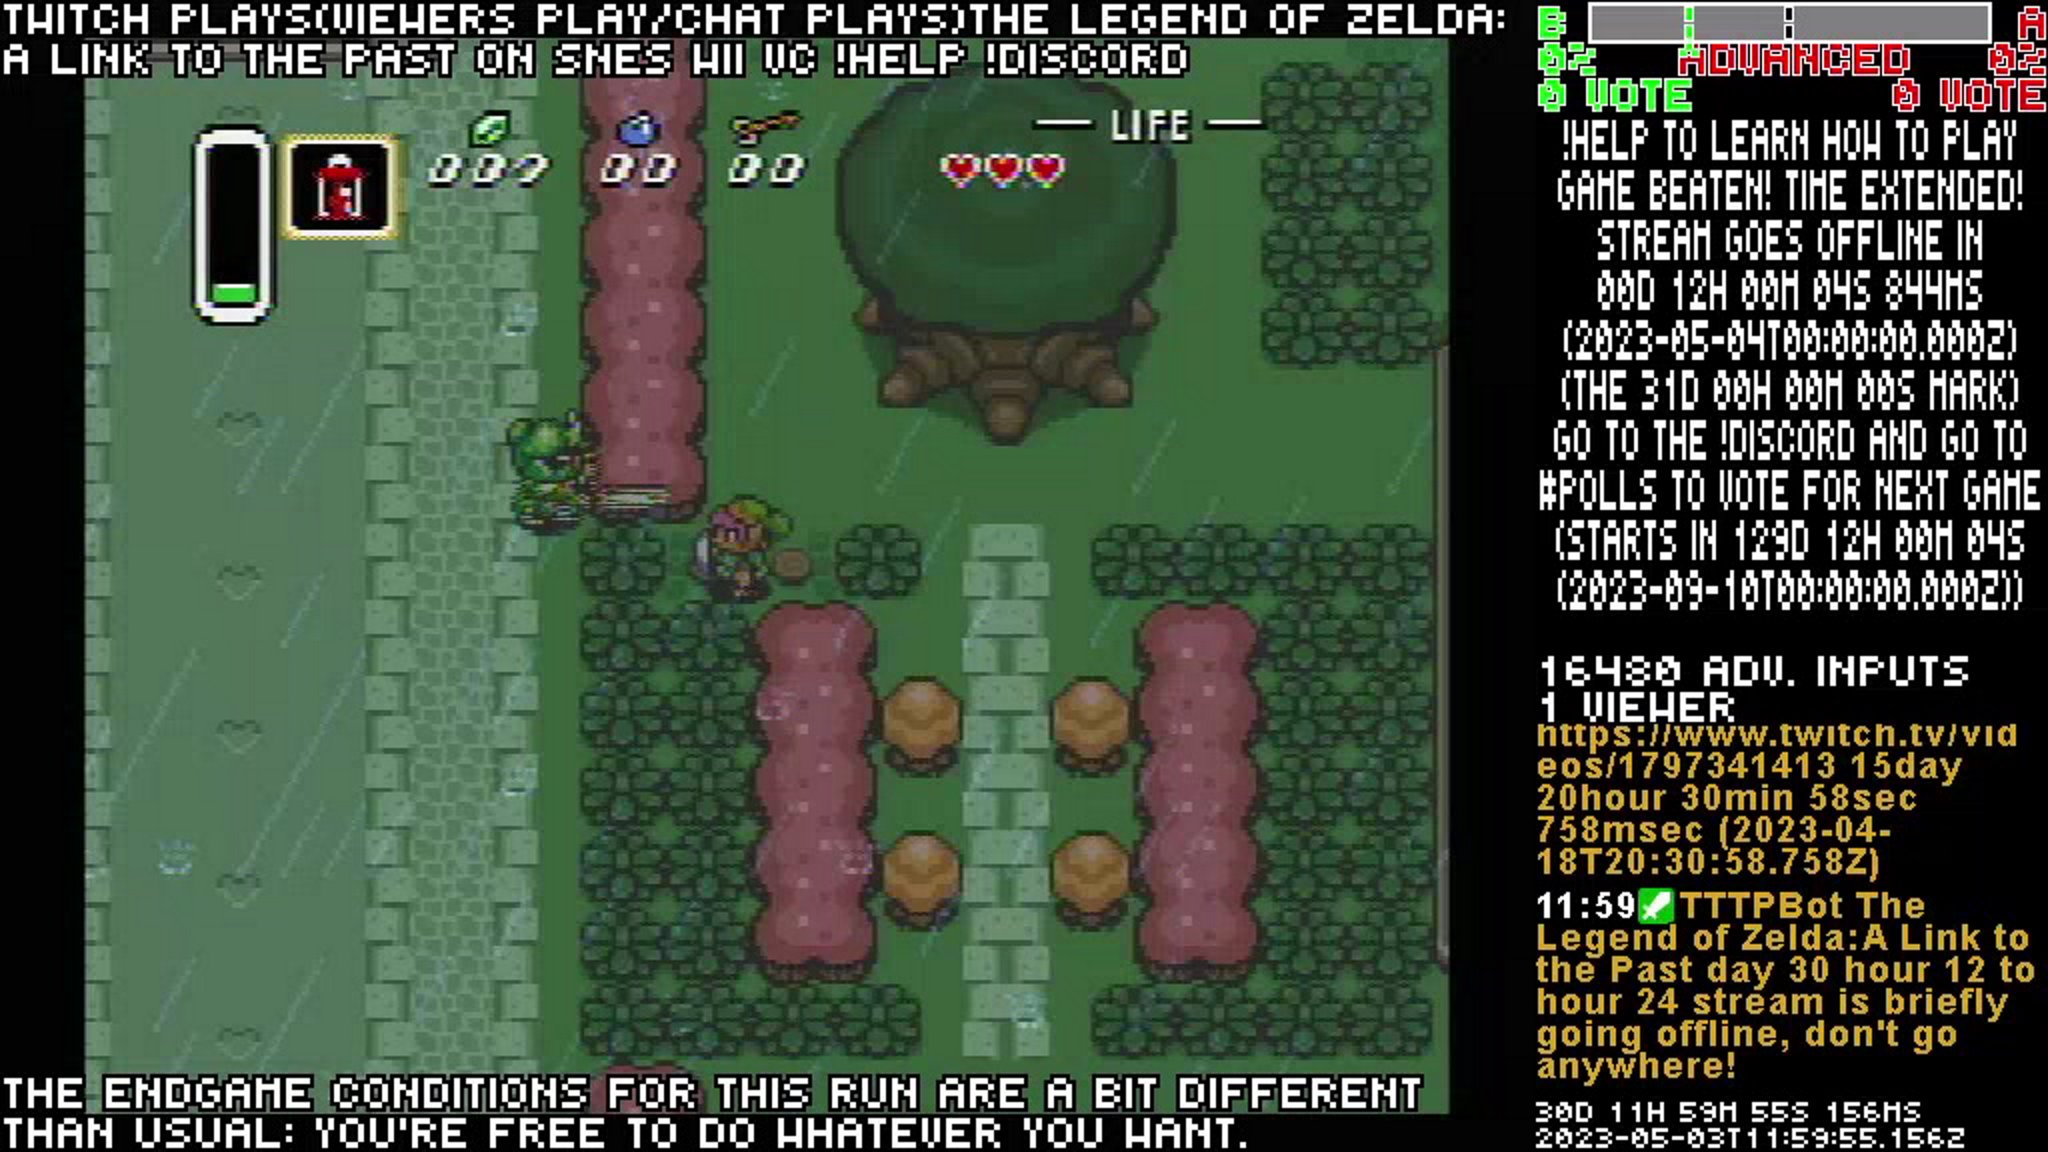 TWITCH PLAYS(VIEWERS PLAY/CHAT PLAYS)THE LEGEND OF ZELDA:
A LINK TO THE PAST ON SNES WII VC !HELP !DISCORD
B A
0% ADVANCED 0%
0 VOTE 0 VOTE
LIFE
007 00 00
!HELP TO LEARN HOW TO PLAY
GAME BEATEN! TIME EXTENDED!
STREAM GOES OFFLINE IN
00D 12H 00M 04S 844MS
(2023-05-04T00:00:00.000Z)
(THE 31D 00H 00M 00S MARK)
GO TO THE !DISCORD AND GO TO
#POLLS TO VOTE FOR NEXT GAME
(STARTS IN 129D 12H 00M 04S
(2023-09-10T00:00:00.000Z))
16480 ADV. INPUTS
1 VIEWER
https://www.twitch.tv/vid
eos/1797341413 15day
20hour 30min 58sec
758msec (2023-04-
18T20:30:58.758Z)
11:59 TTTPBot The
Legend of Zelda:A Link to
the Past day 30 hour 12 to
hour 24 stream is briefly
going offline, don't go
anywhere!
30D 11H 59M 55S 156MS
2023-05-03T11:59:55.156Z
THE ENDGAME CONDITIONS FOR THIS RUN ARE A BIT DIFFERENT
THAN USUAL: YOU'RE FREE TO DO WHATEVER YOU WANT.